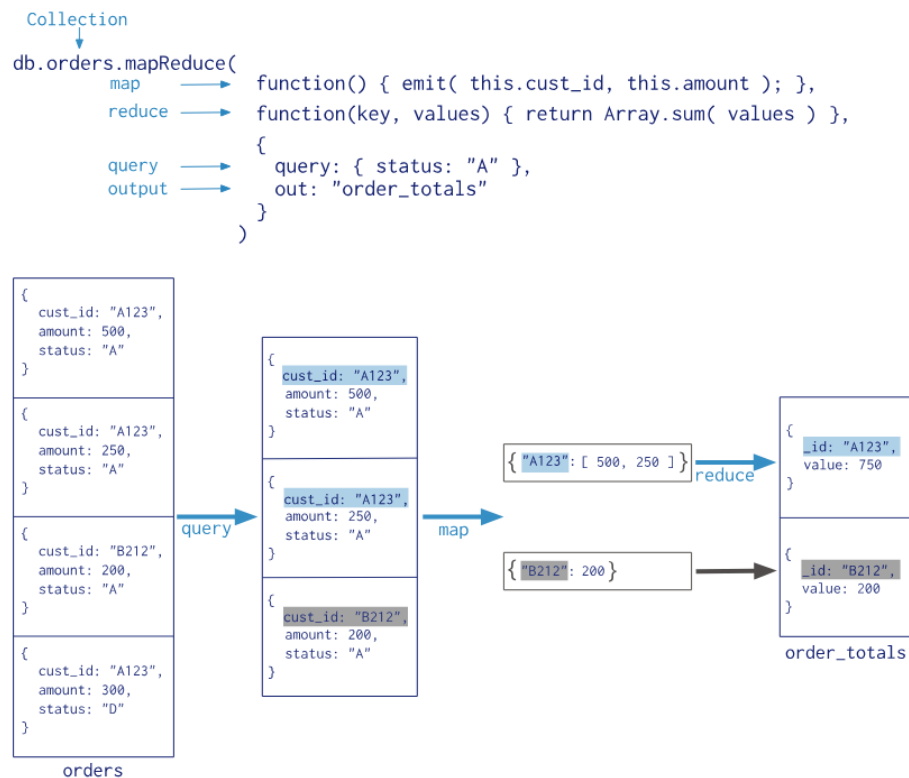 Collection
db.orders.mapReduce(
map function() { emit( this.cust_id, this.amount ); },
reduce function(key, values) { return Array.sum( values ) },
{
query query: { status: "A" },
output out: "order_totals"
}
)
{
cust_id: "A123",
amount: 500,
status: "A"
}
{
cust_id: "A123",
amount: 250,
status: "A"
}
{
cust_id: "B212",
amount: 200,
status: "A"
}
{
cust_id: "A123",
amount: 300,
status: "D"
}
orders
query
{
cust_id: "A123",
amount: 500,
status: "A"
}
{
cust_id: "A123",
amount: 250,
status: "A"
}
{
cust_id: "B212",
amount: 200,
status: "A"
}
map
{ "A123": [ 500, 250 ] }
{ "B212": 200 }
reduce
{
_id: "A123",
value: 750
}
{
_id: "B212",
value: 200
}
order_totals